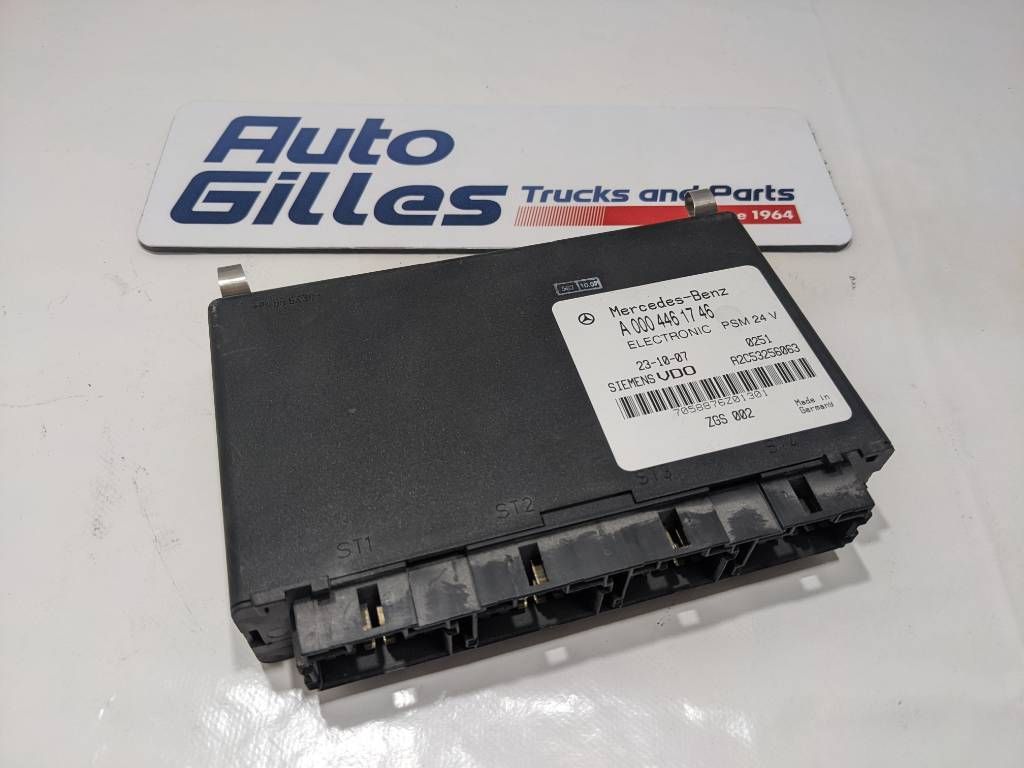 Auto
Gilles
Trucks and Parts
1964
Mercedes-Benz
A 000 446 17 46
ELECTRONIC PSM 24 V
23-10-07 0251
SIEMENS VDO A2C53256063
7058876Z01301
ZGS 002
Made in
Germany
ST1
ST2
ST3